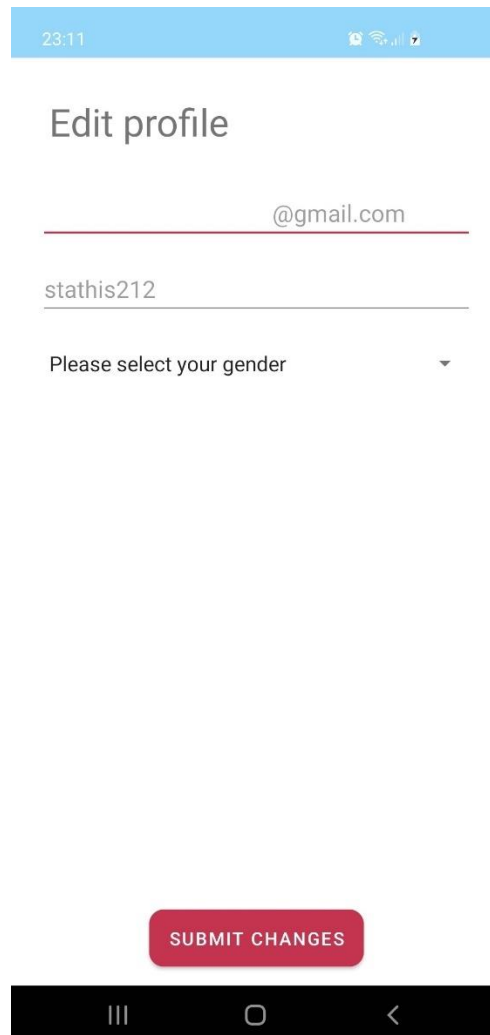 23:11
Edit profile
@gmail.com
stathis212
Please select your gender
SUBMIT CHANGES